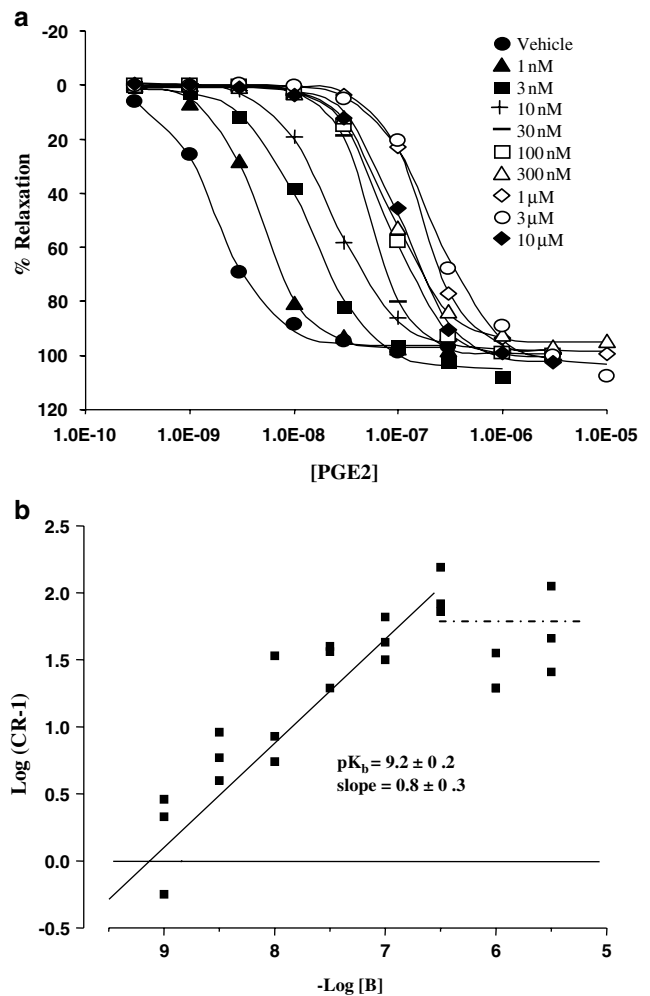 a
-20
0
20
40
60
80
100
120
% Relaxation
Vehicle
1 nM
3 nM
10 nM
30 nM
100 nM
300 nM
1 µM
3 µM
10 µM
1.0E-10 1.0E-09 1.0E-08 1.0E-07 1.0E-06 1.0E-05
[PGE2]
b
2.5
2.0
1.5
1.0
0.5
0.0
-0.5
Log (CR-1)
pKb = 9.2 ± 0 .2
slope = 0.8 ± 0 .3
9 8 7 6 5
-Log [B]